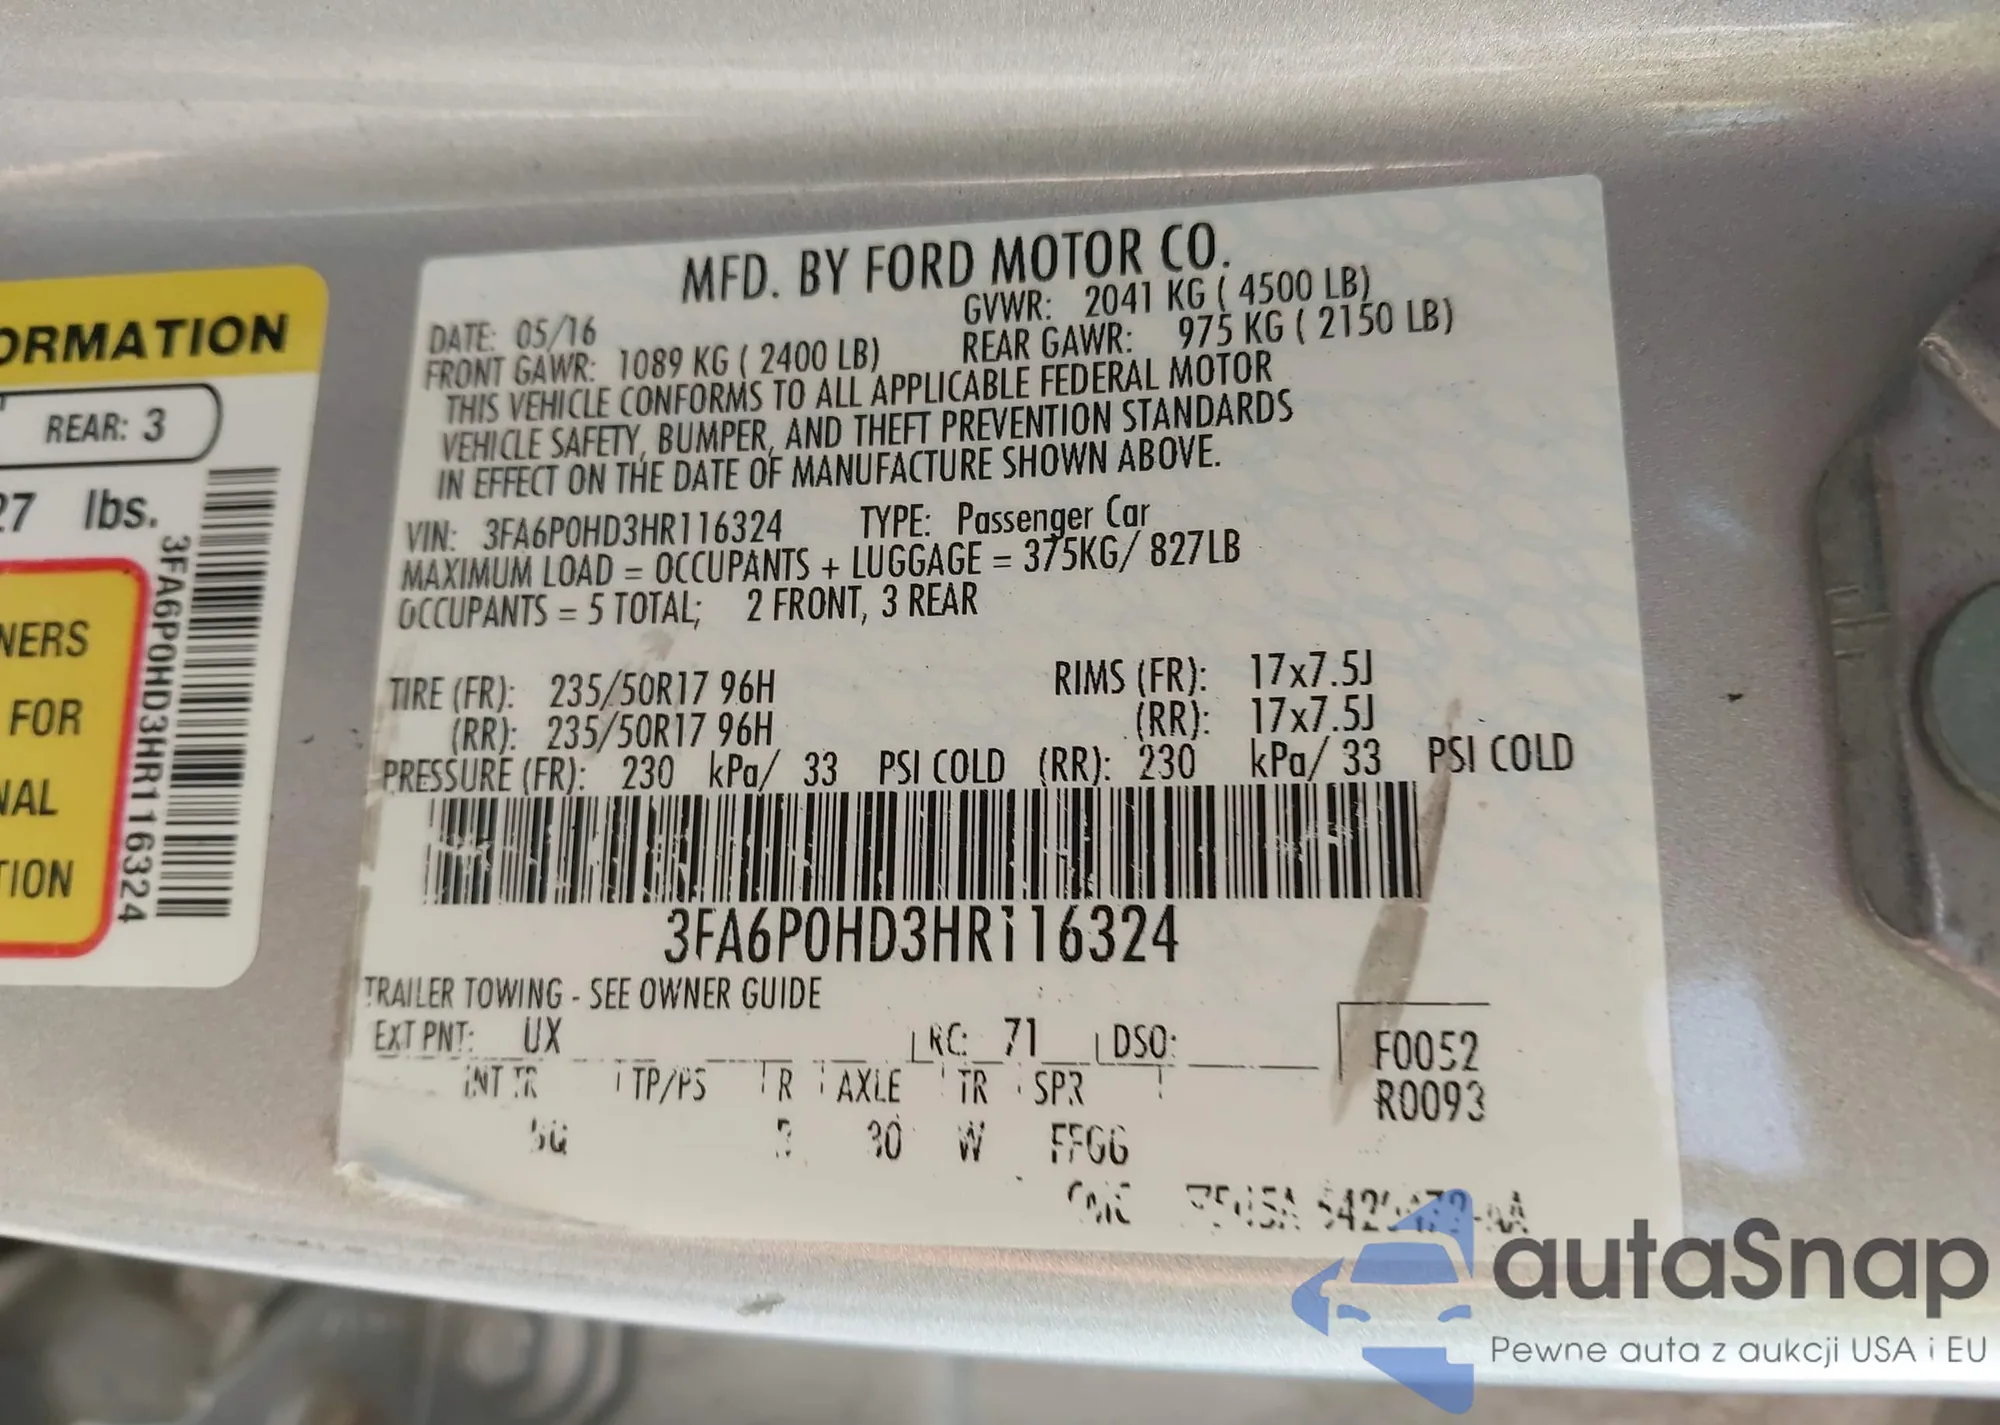 ORMATION
REAR: 3
27 lbs.
NERS
FOR
NAL
TION
3FA6P0HD3HR116324
MFD. BY FORD MOTOR CO.
DATE: 05/16 GVWR: 2041 KG ( 4500 LB)
FRONT GAWR: 1089 KG ( 2400 LB) REAR GAWR: 975 KG ( 2150 LB)
THIS VEHICLE CONFORMS TO ALL APPLICABLE FEDERAL MOTOR
VEHICLE SAFETY, BUMPER, AND THEFT PREVENTION STANDARDS
IN EFFECT ON THE DATE OF MANUFACTURE SHOWN ABOVE.
VIN: 3FA6P0HD3HR116324 TYPE: Passenger Car
MAXIMUM LOAD = OCCUPANTS + LUGGAGE = 375KG/ 827LB
OCCUPANTS = 5 TOTAL; 2 FRONT, 3 REAR
TIRE (FR): 235/50R17 96H RIMS (FR): 17x7.5J
(RR): 235/50R17 96H (RR): 17x7.5J
PRESSURE (FR): 230 kPa/ 33 PSI COLD (RR): 230 kPa/ 33 PSI COLD
3FA6P0HD3HR116324
TRAILER TOWING - SEE OWNER GUIDE
EXT PNT: UX RC: 71 DSO: F0052
INT TR TP/PS R AXLE TR SPR R0093
W FFGG
autaSnap
Pewne auta z aukcji USA i EU